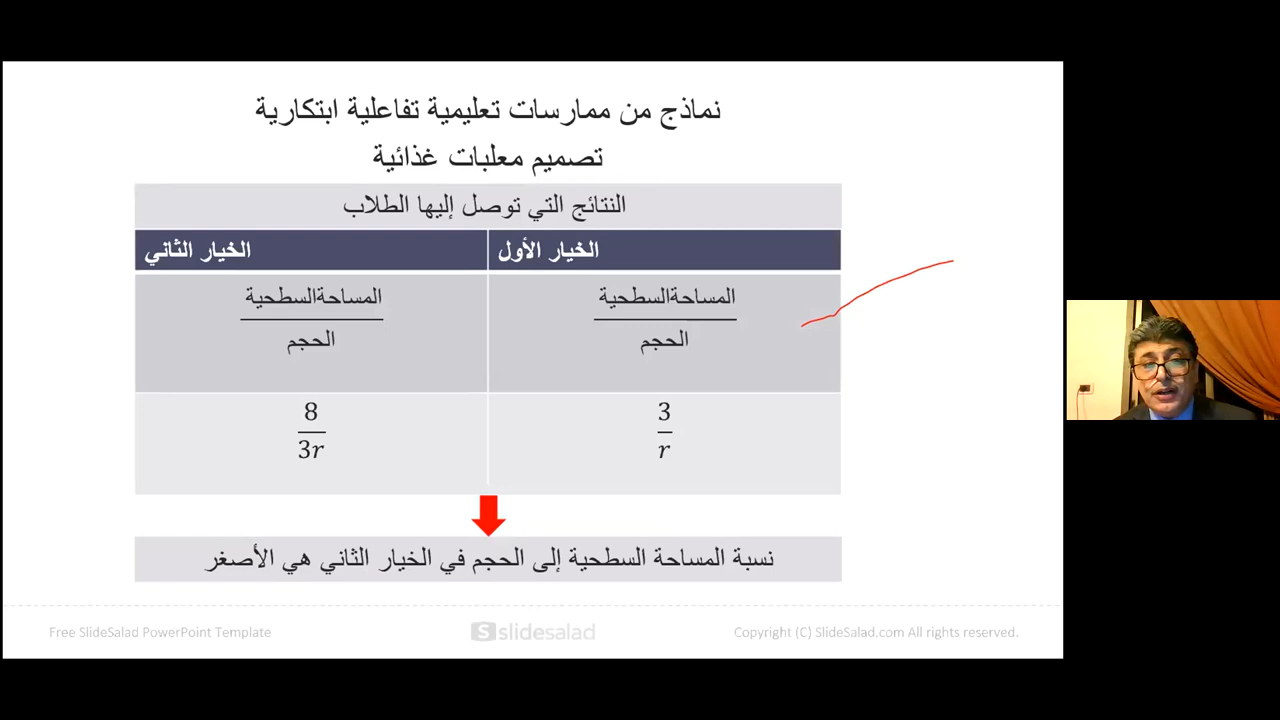 نماذج من ممارسات تعليمية تفاعلية ابتكارية
تصميم معلبات غذائية
النتائج التي توصل إليها الطلاب
الخيار الأول
الخيار الثاني
المساحةالسطحية
الحجم
المساحةالسطحية
الحجم
3
r
8
3r
نسبة المساحة السطحية إلى الحجم في الخيار الثاني هي الأصغر
Free SlideSalad PowerPoint Template
S slidesalad
Copyright (C) SlideSalad.com All rights reserved.